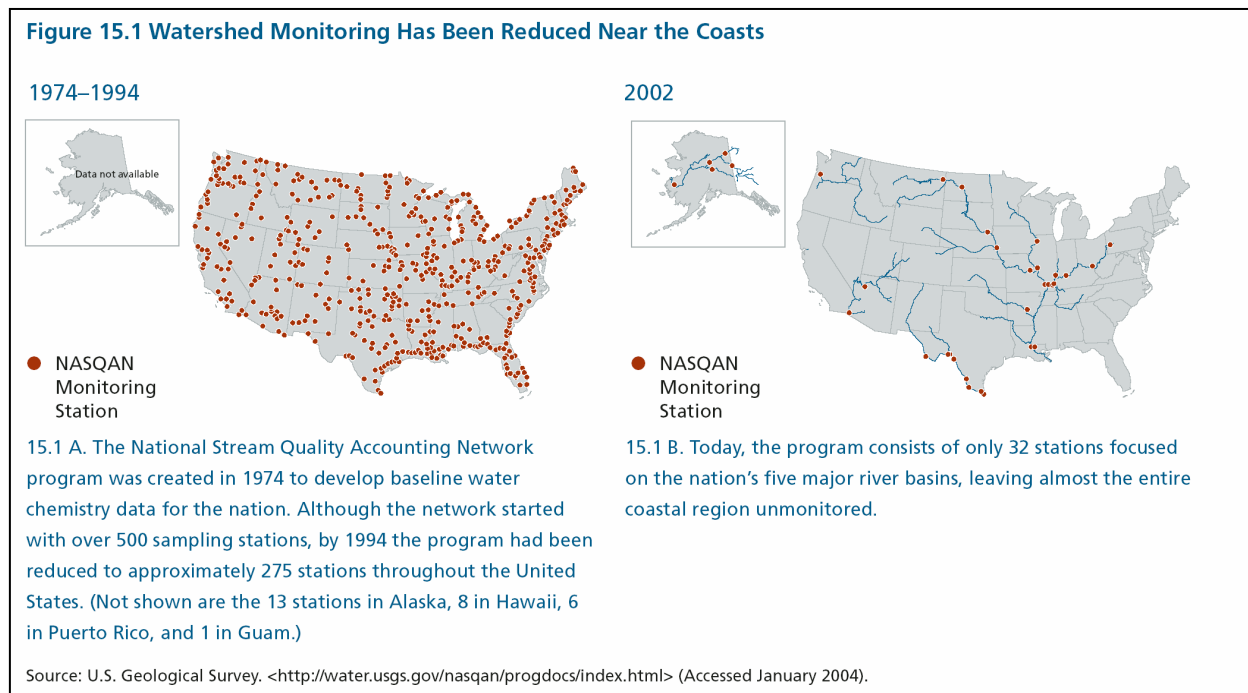 Figure 15.1 Watershed Monitoring Has Been Reduced Near the Coasts
1974–1994
Data not available
NASQAN
Monitoring
Station
15.1 A. The National Stream Quality Accounting Network
program was created in 1974 to develop baseline water
chemistry data for the nation. Although the network started
with over 500 sampling stations, by 1994 the program had been
reduced to approximately 275 stations throughout the United
States. (Not shown are the 13 stations in Alaska, 8 in Hawaii, 6
in Puerto Rico, and 1 in Guam.)
2002
NASQAN
Monitoring
Station
15.1 B. Today, the program consists of only 32 stations focused
on the nation’s five major river basins, leaving almost the entire
coastal region unmonitored.
Source: U.S. Geological Survey. <http://water.usgs.gov/nasqan/progdocs/index.html> (Accessed January 2004).